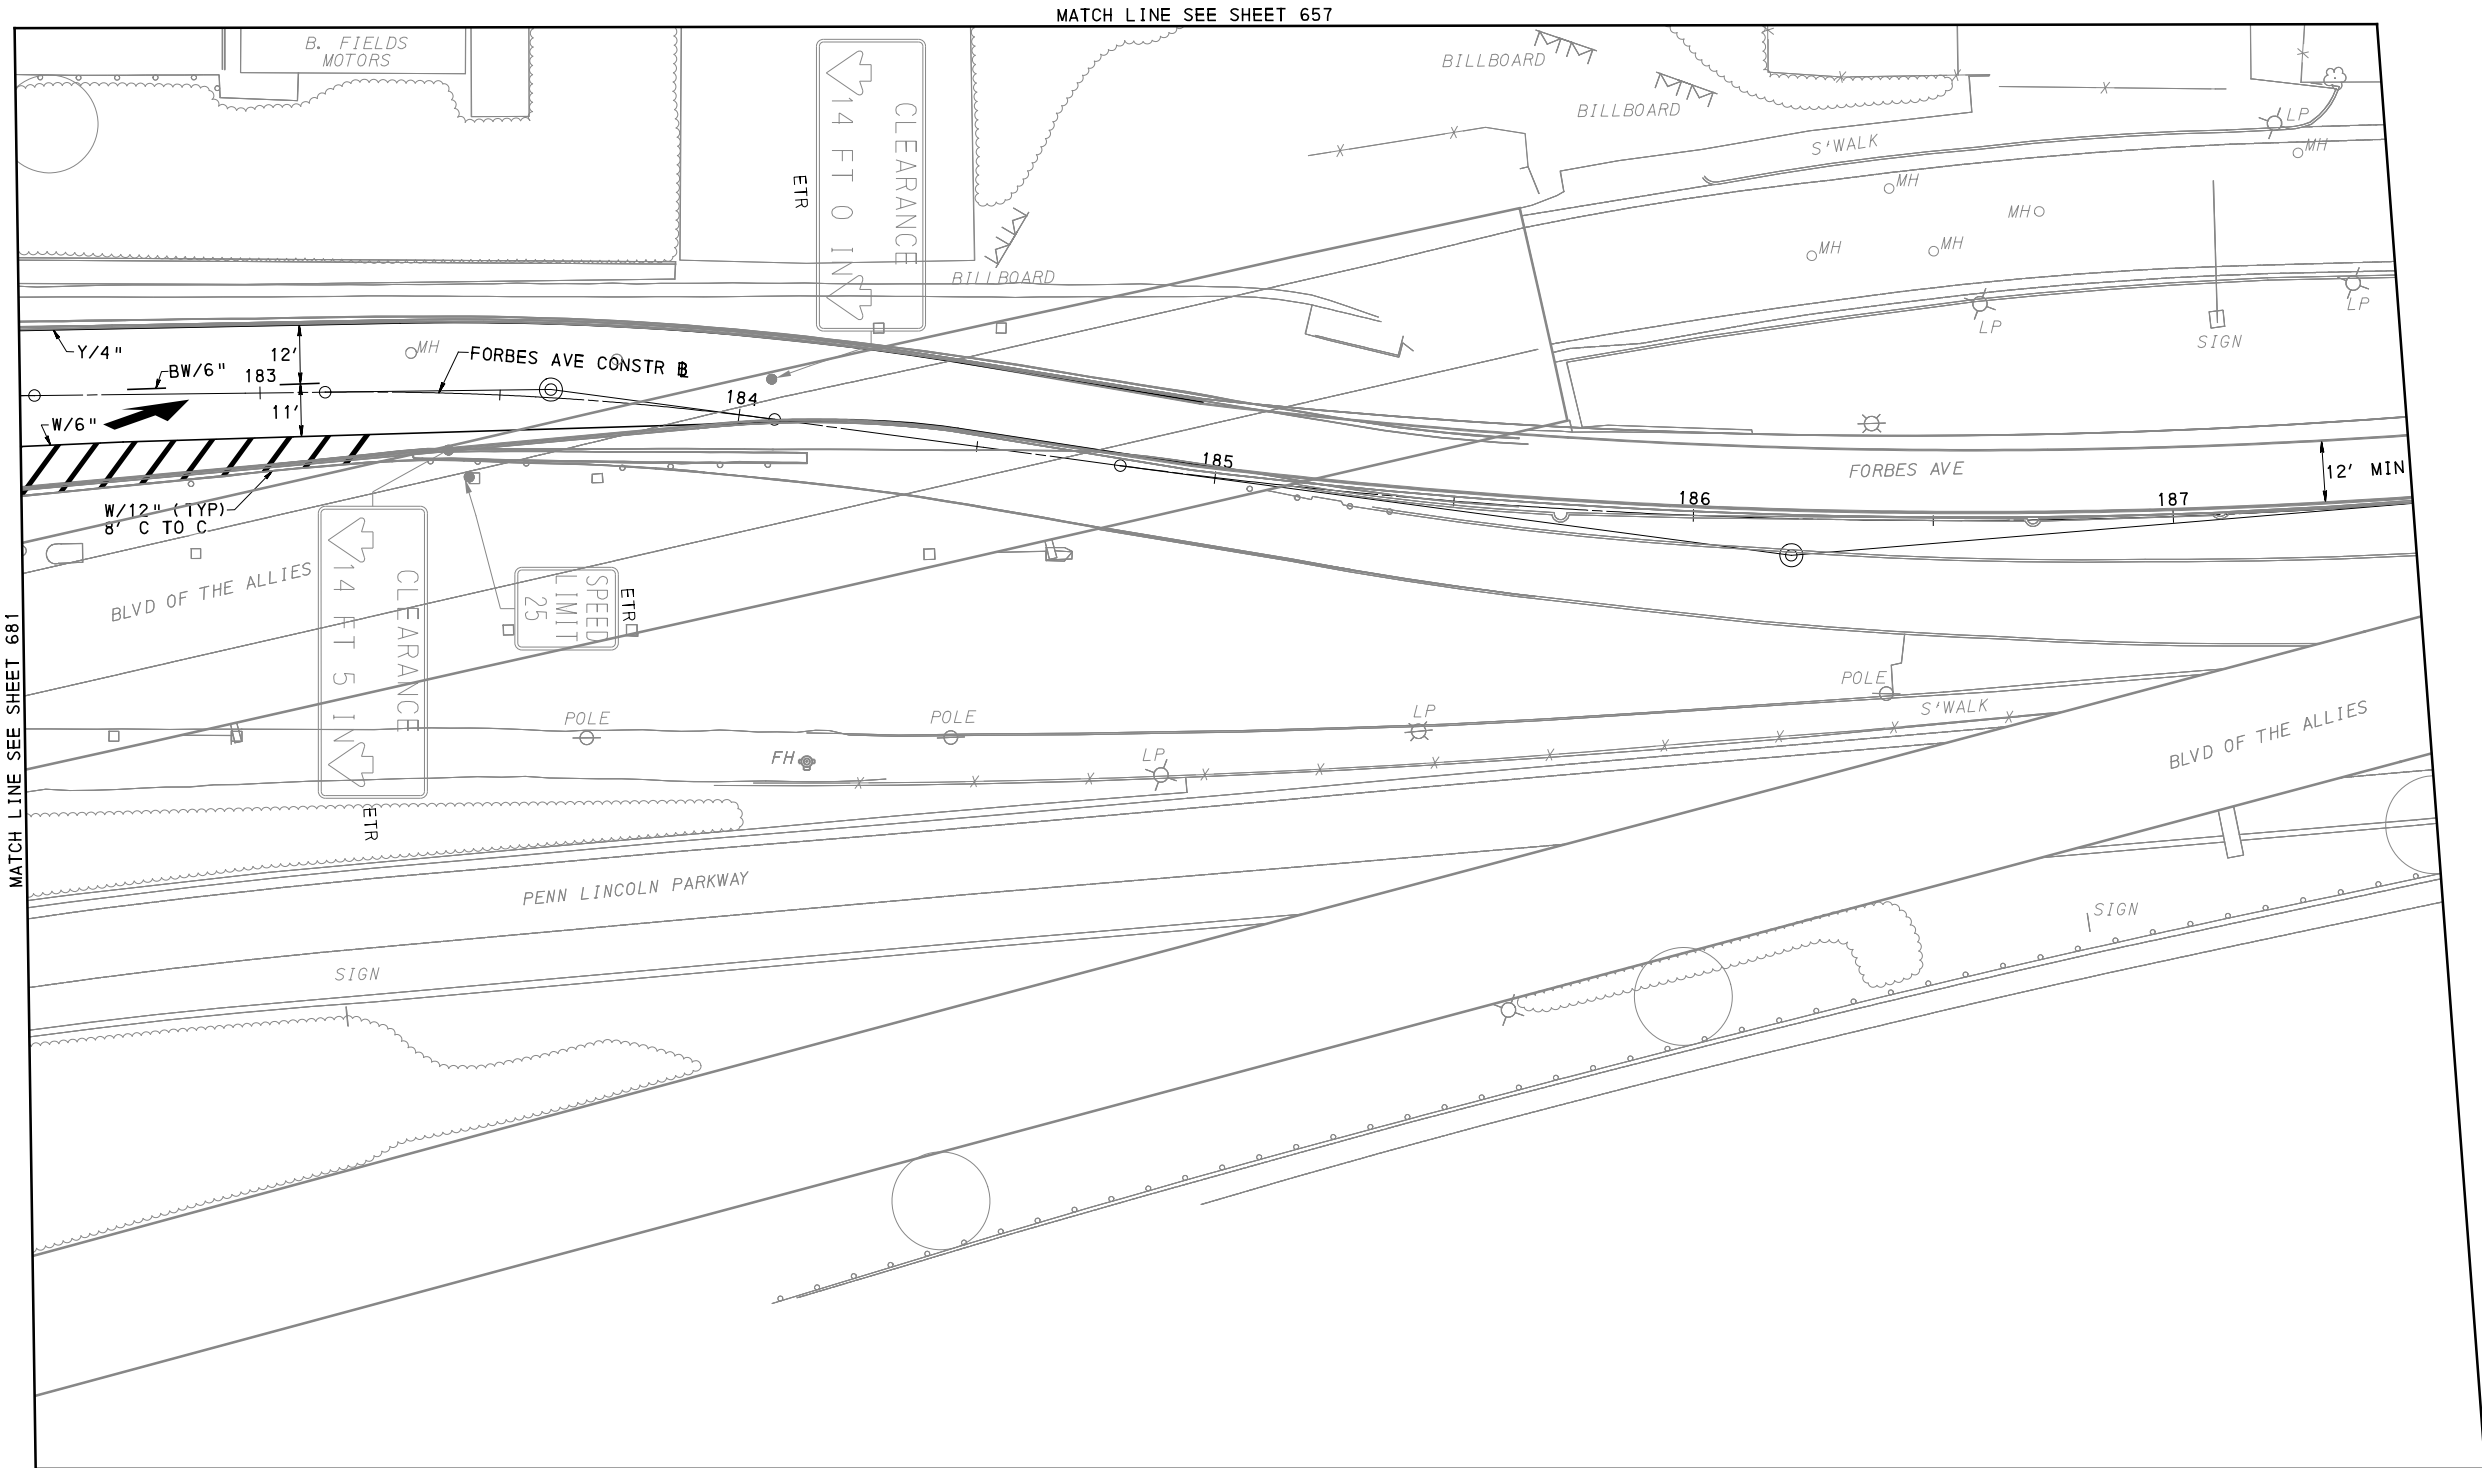 MATCH LINE SEE SHEET 657
B. FIELDS
MOTORS
BILLBOARD
BILLBOARD
LP
MH
S'WALK
MH
MH
MH
MH
CLEARANCE
14 FT 0 IN
ETR
BILLBOARD
LP
LP
SIGN
Y/4"
12'
MH
FORBES AVE CONSTR BL
BW/6"
183
11'
184
W/6"
185
FORBES AVE
12' MIN
186
187
W/12" (TYP)
8' C TO C
BLVD OF THE ALLIES
CLEARANCE
14 FT 5 IN
ETR
SPEED
LIMIT
25
ETR
MATCH LINE SEE SHEET 681
POLE
POLE
POLE
LP
S'WALK
BLVD OF THE ALLIES
FH
LP
PENN LINCOLN PARKWAY
SIGN
SIGN